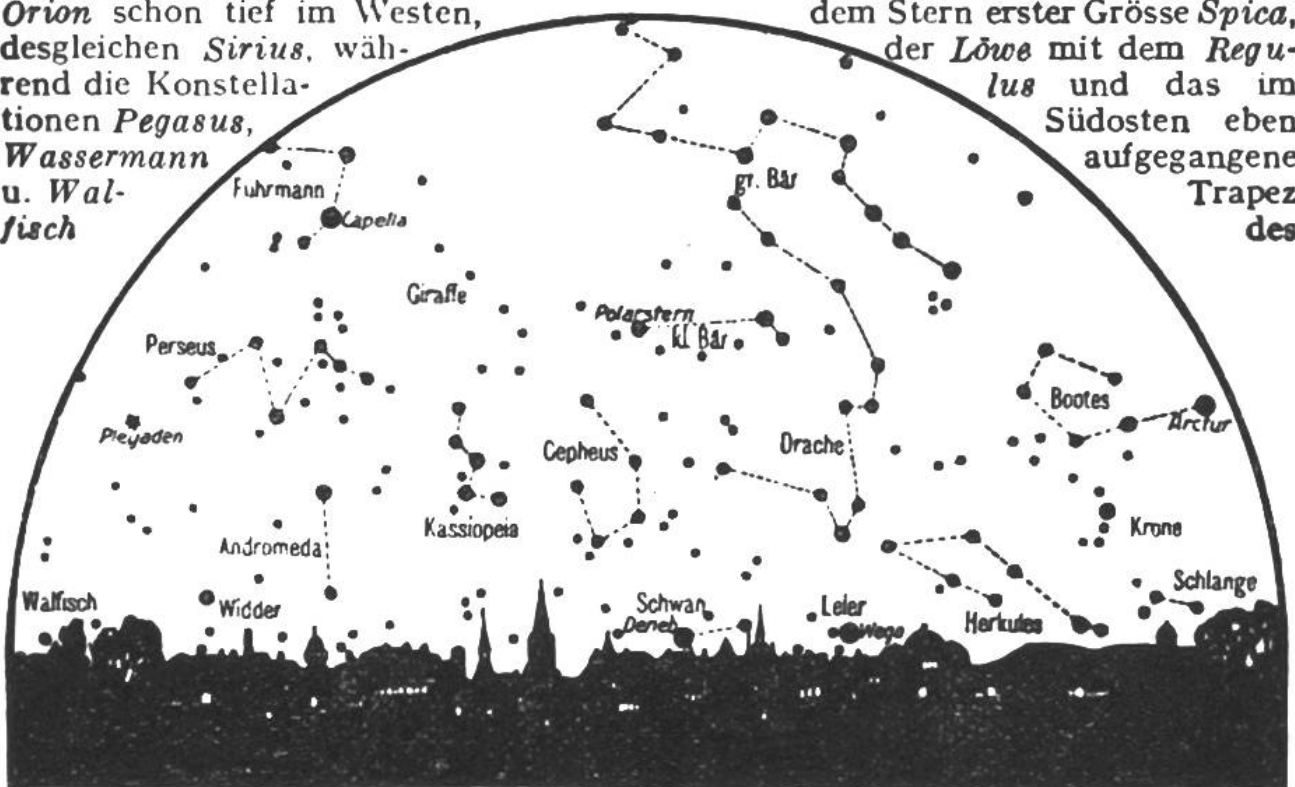 Orion schon tief im Westen,
desgleichen Sirius, wäh-
rend die Konstella-
tionen Pegasus,
Wassermann
u. Wal-
fisch
dem Stern erster Grösse Spica,
der Löwe mit dem Regu-
lus und das im
Südosten eben
aufgegangene
Trapez
des
Fuhrmann
Capella
gr. Bär
Giraffe
Polarstern
kl. Bär
Perseus
Bootes
Arctur
Pleyaden
Cepheus
Drache
Kassiopeia
Krone
Andromeda
Walfisch
Widder
Schwan
Deneb
Leier
Wega
Herkules
Schlange